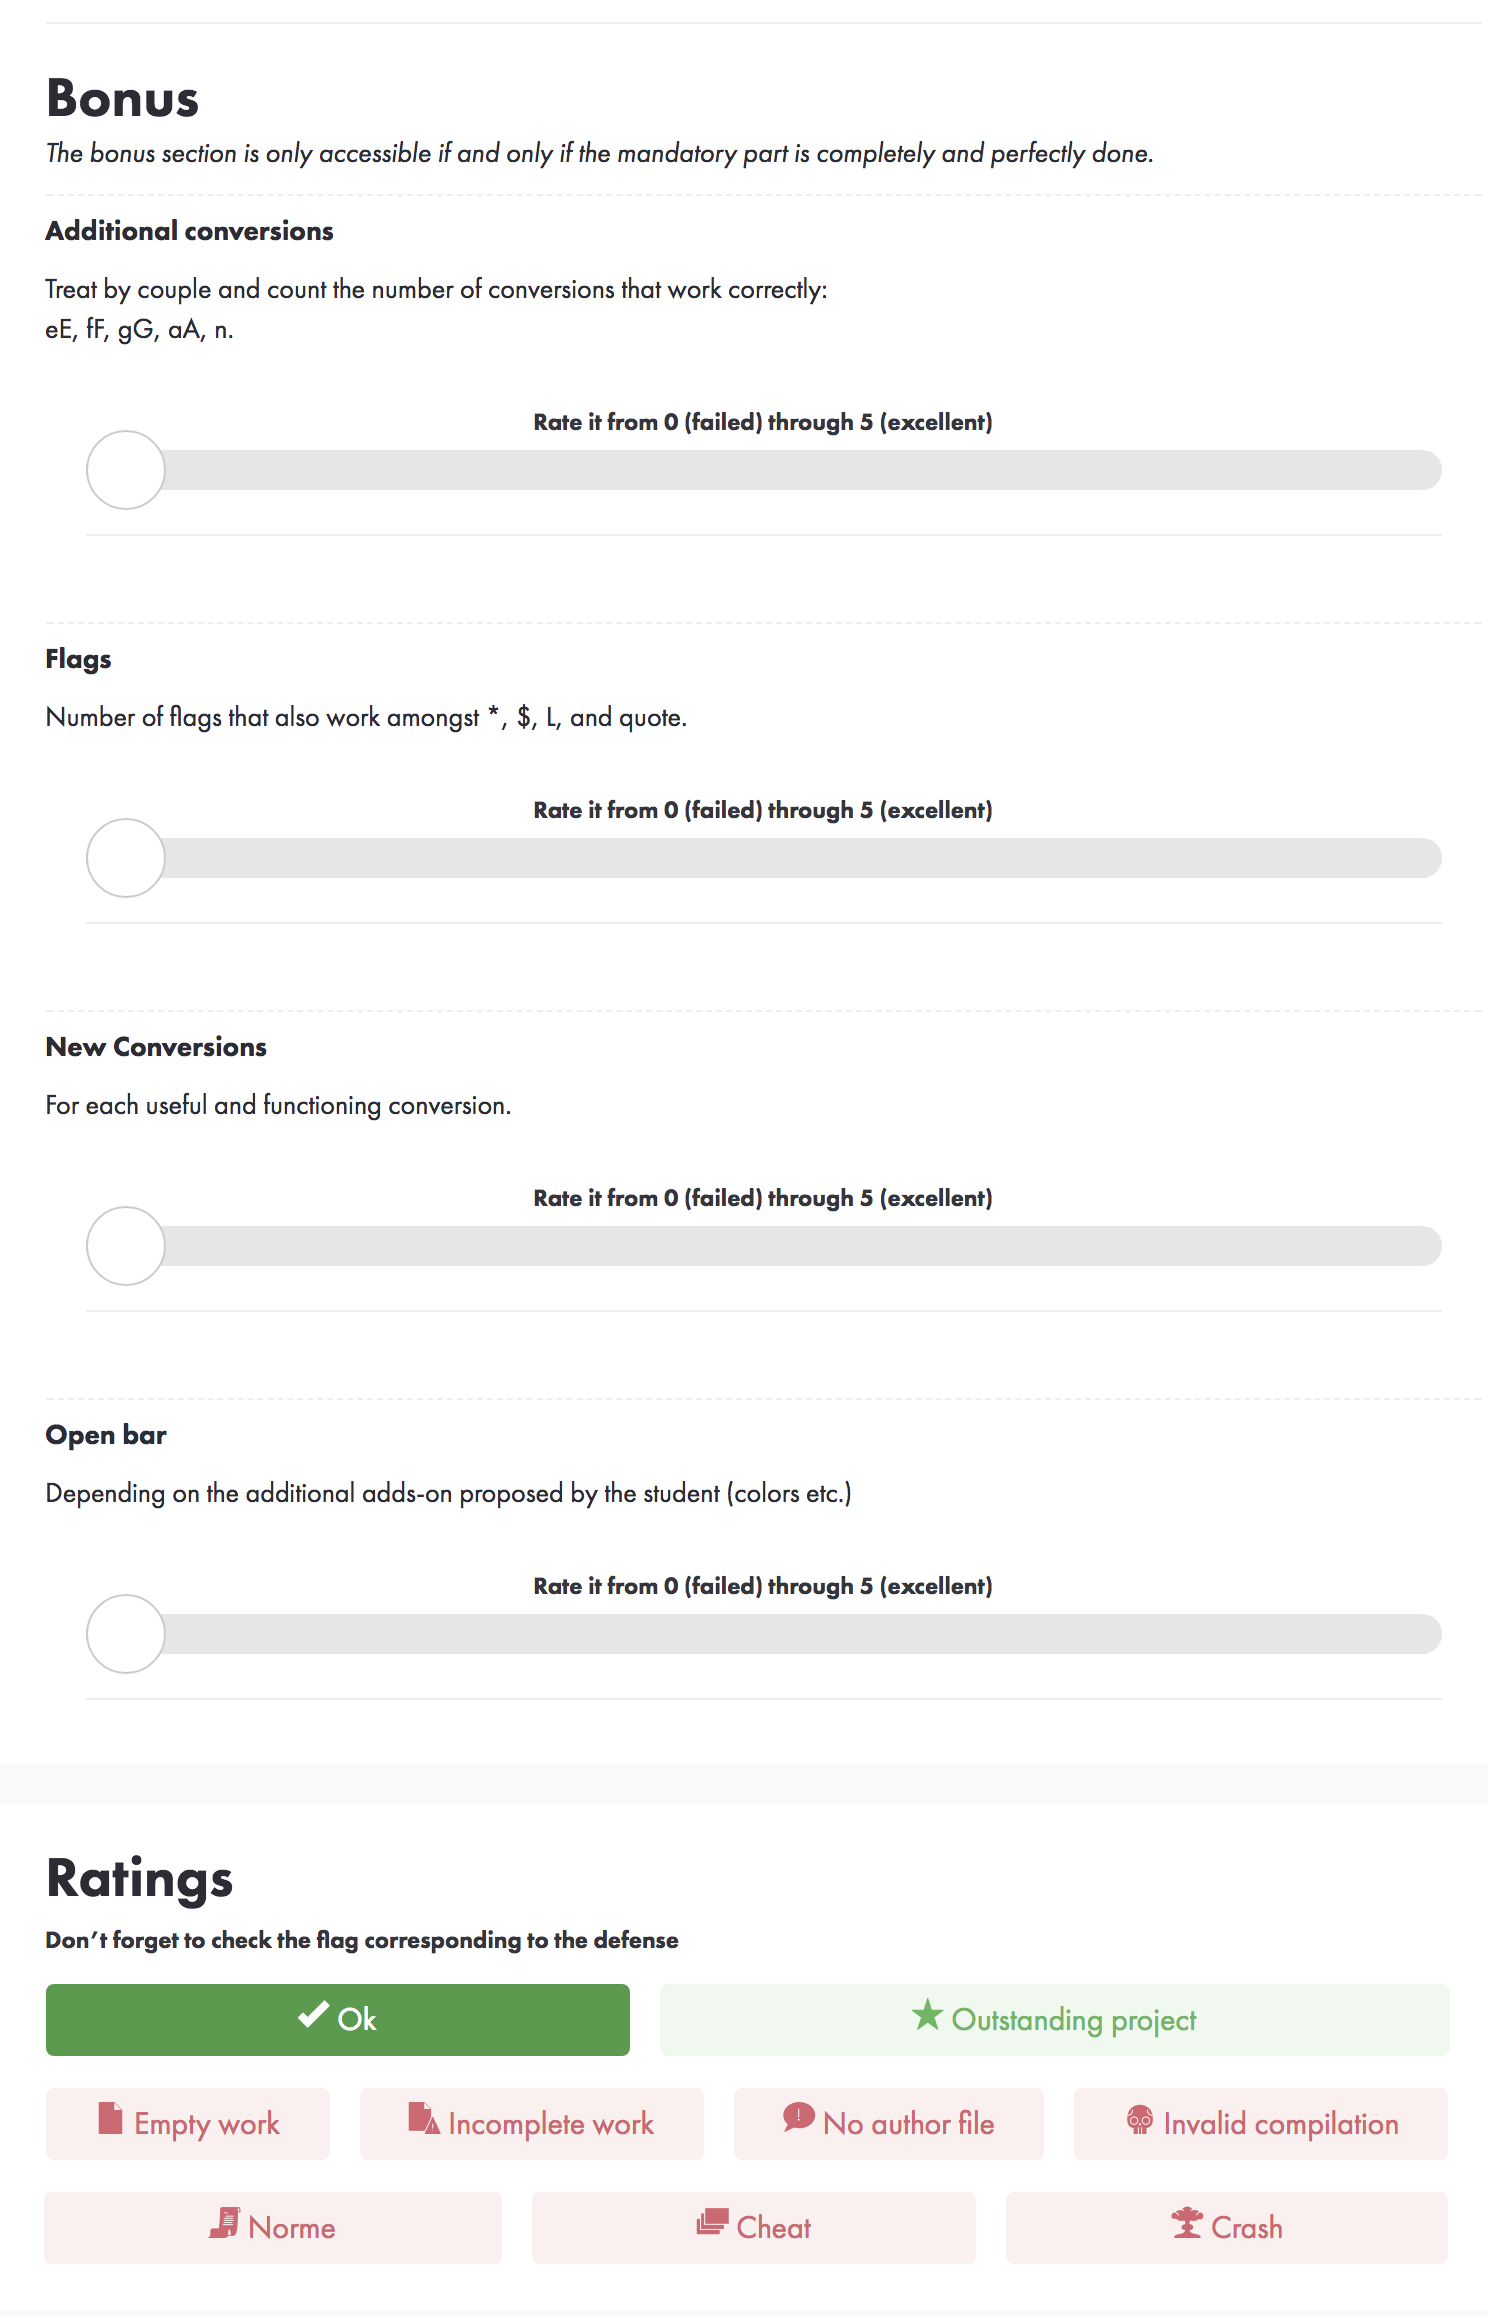 Bonus
The bonus section is only accessible if and only if the mandatory part is completely and perfectly done.
Additional conversions
Treat by couple and count the number of conversions that work correctly:
eE, fF, gG, aA, n.
Rate it from 0 (failed) through 5 (excellent)
Flags
Number of flags that also work amongst *, $, L, and quote.
Rate it from 0 (failed) through 5 (excellent)
New Conversions
For each useful and functioning conversion.
Rate it from 0 (failed) through 5 (excellent)
Open bar
Depending on the additional adds-on proposed by the student (colors etc.)
Rate it from 0 (failed) through 5 (excellent)
Ratings
Don’t forget to check the flag corresponding to the defense
Ok
Outstanding project
Empty work
Incomplete work
No author file
Invalid compilation
Norme
Cheat
Crash